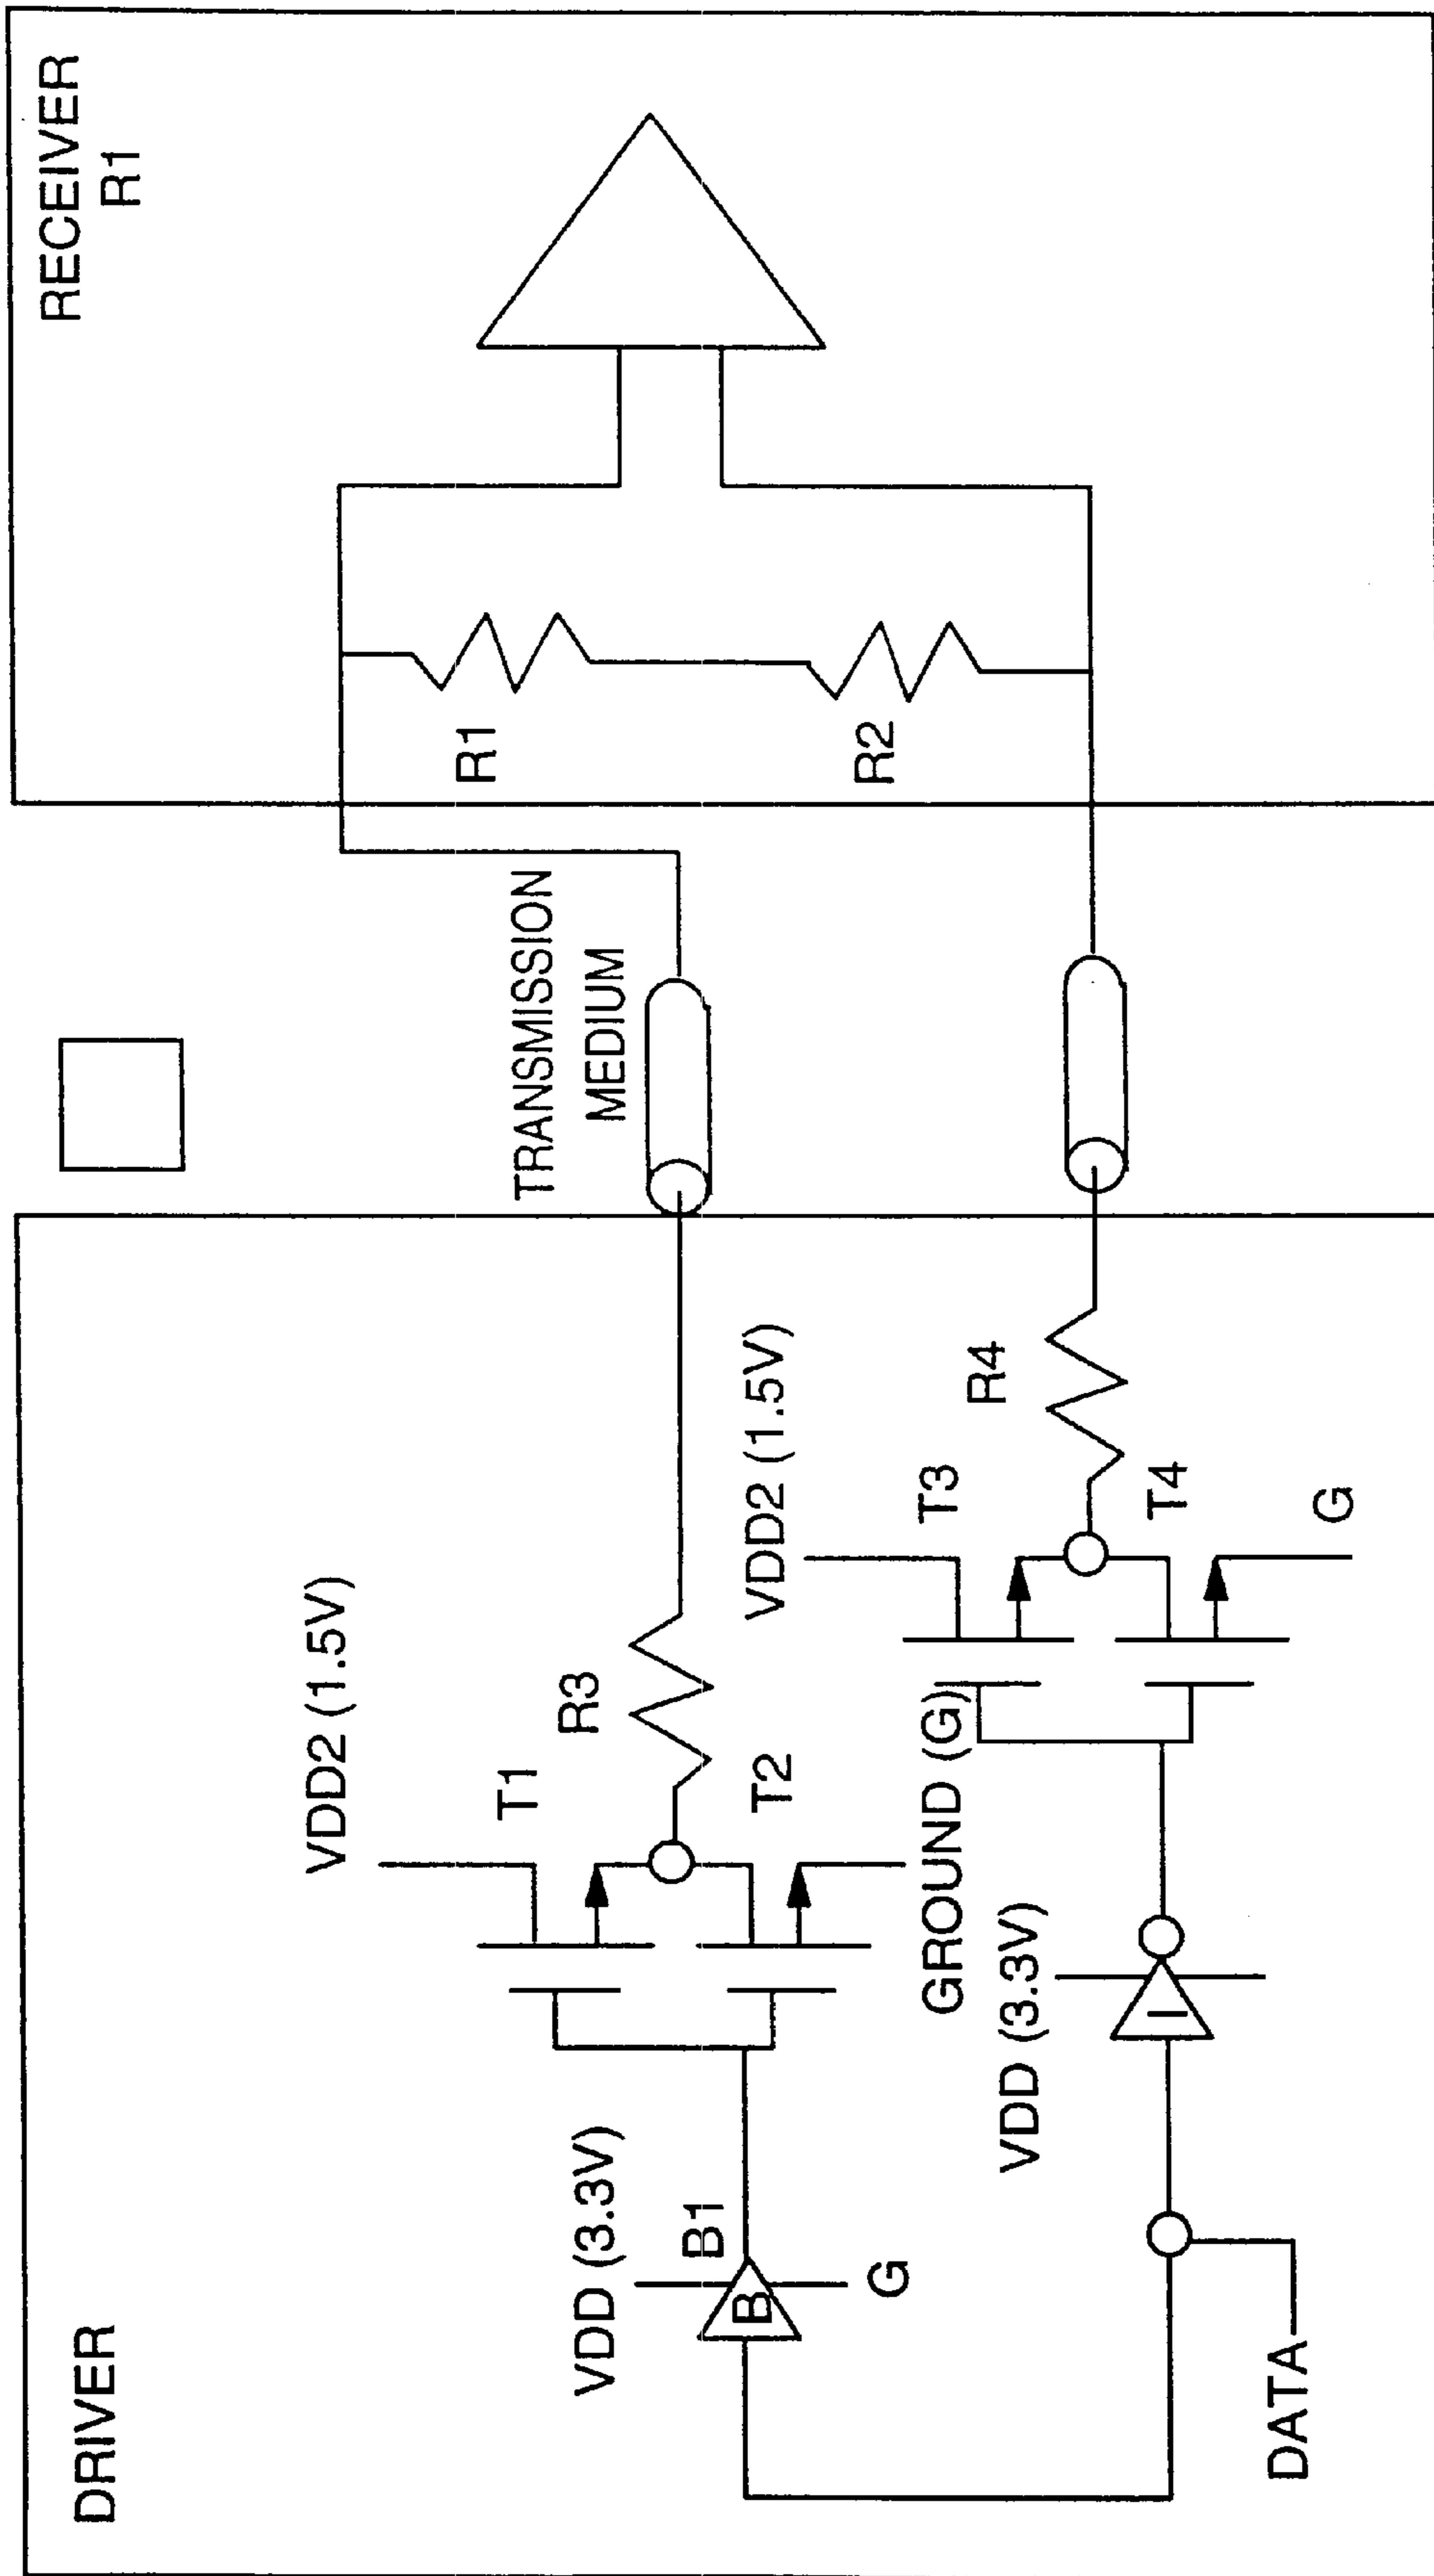 DRIVER
VDD (3.3V)
B
B1
G
DATA
VDD2 (1.5V)
T1
T2
R3
GROUND (G)
VDD (3.3V)
I
VDD2 (1.5V)
T3
T4
G
R4
TRANSMISSION
MEDIUM
RECEIVER
R1
R1
R2